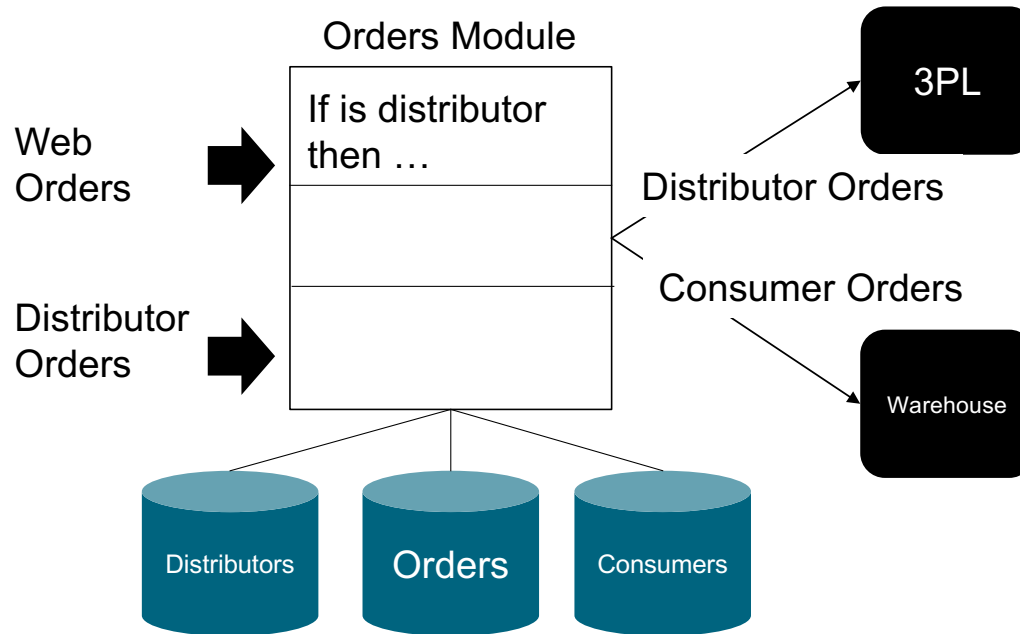 Orders Module
3PL
If is distributor
then …
Web
Orders
Distributor Orders
Consumer Orders
Distributor
Orders
Warehouse
Distributors
Orders
Consumers